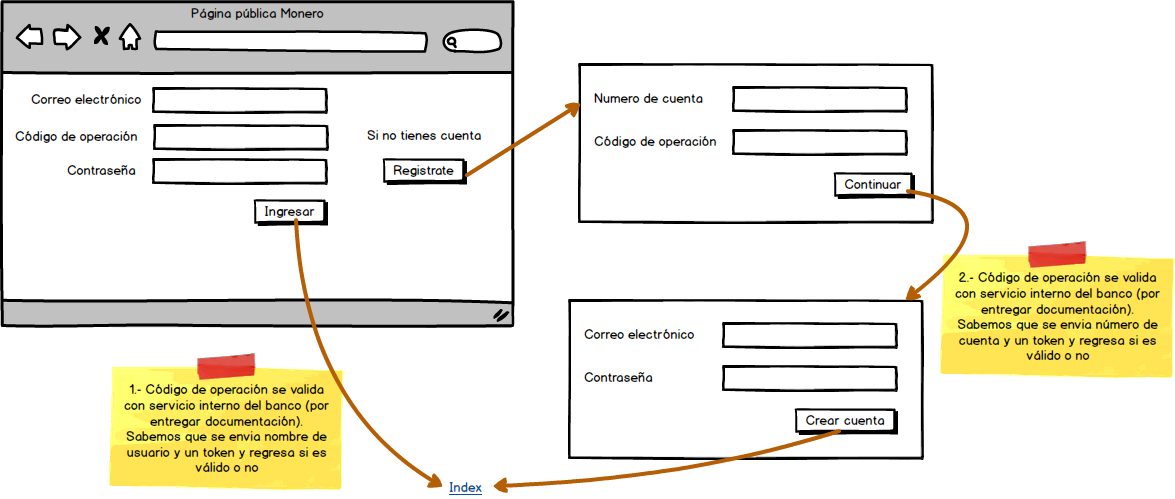 Página pública Monero
Correo electrónico
Código de operación
Contraseña
Si no tienes cuenta
Registrate
Ingresar
Numero de cuenta
Código de operación
Continuar
2.- Código de operación se valida
con servicio interno del banco (por
entregar documentación).
Sabemos que se envia número de
cuenta y un token y regresa si es
válido o no
Correo electrónico
Contraseña
Crear cuenta
1.- Código de operación se valida
con servicio interno del banco (por
entregar documentación).
Sabemos que se envia nombre de
usuario y un token y regresa si es
válido o no
Index